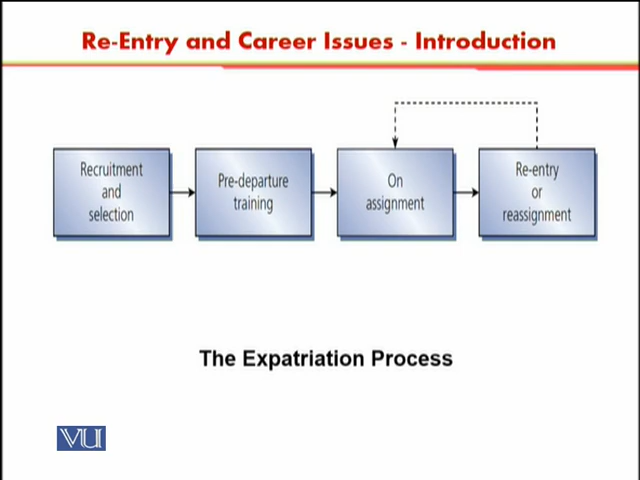 Re-Entry and Career Issues - Introduction
Recruitment
and
selection
Pre-departure
training
On
assignment
Re-entry
or
reassignment
The Expatriation Process
VU